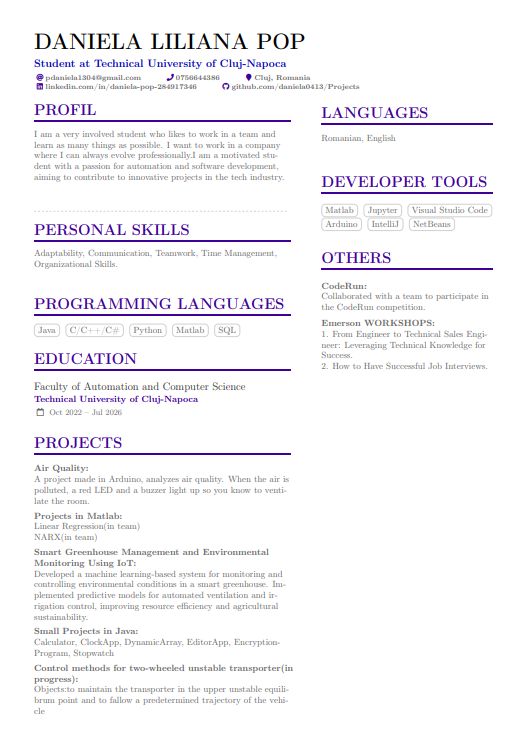 DANIELA LILIANA POP
Student at Technical University of Cluj-Napoca
pdaniela1304@gmail.com 0756644386 Cluj, Romania
linkedin.com/in/daniela-pop-284917346 github.com/daniela0413/Projects
PROFIL
I am a very involved student who likes to work in a team and
learn as many things as possible. I want to work in a company
where I can always evolve professionally.I am a motivated stu-
dent with a passion for automation and software development,
aiming to contribute to innovative projects in the tech industry.
PERSONAL SKILLS
Adaptability, Communication, Teamwork, Time Management,
Organizational Skills.
PROGRAMMING LANGUAGES
Java C/C++/C# Python Matlab SQL
EDUCATION
Faculty of Automation and Computer Science
Technical University of Cluj-Napoca
Oct 2022 – Jul 2026
PROJECTS
Air Quality:
A project made in Arduino, analyzes air quality. When the air is
polluted, a red LED and a buzzer light up so you know to venti-
late the room.
Projects in Matlab:
Linear Regression(in team)
NARX(in team)
Smart Greenhouse Management and Environmental
Monitoring Using IoT:
Developed a machine learning-based system for monitoring and
controlling environmental conditions in a smart greenhouse. Im-
plemented predictive models for automated ventilation and ir-
rigation control, improving resource efficiency and agricultural
sustainability.
Small Projects in Java:
Calculator, ClockApp, DynamicArray, EditorApp, Encryption-
Program, Stopwatch
Control methods for two-wheeled unstable transporter(in
progress):
Objects:to maintain the transporter in the upper unstable equili-
brum point and to fallow a predetermined trajectory of the vehi-
cle
LANGUAGES
Romanian, English
DEVELOPER TOOLS
Matlab Jupyter Visual Studio Code
Arduino IntelliJ NetBeans
OTHERS
CodeRun:
Collaborated with a team to participate in
the CodeRun competition.
Emerson WORKSHOPS:
1. From Engineer to Technical Sales Engi-
neer: Leveraging Technical Knowledge for
Success.
2. How to Have Successful Job Interviews.